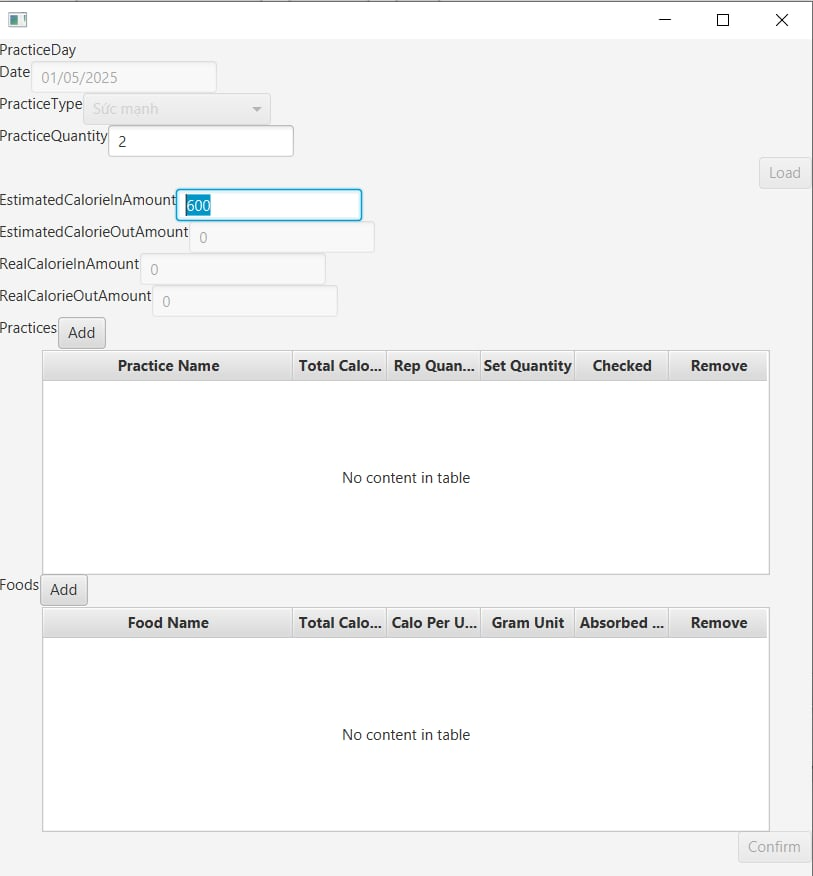 PracticeDay
Date 01/05/2025
PracticeType Sức mạnh
PracticeQuantity 2
Load
EstimatedCalorieInAmount 600
EstimatedCalorieOutAmount 0
RealCalorieInAmount 0
RealCalorieOutAmount 0
Practices Add
Practice Name Total Calo... Rep Quan... Set Quantity Checked Remove
No content in table
Foods Add
Food Name Total Calo... Calo Per U... Gram Unit Absorbed ... Remove
No content in table
Confirm